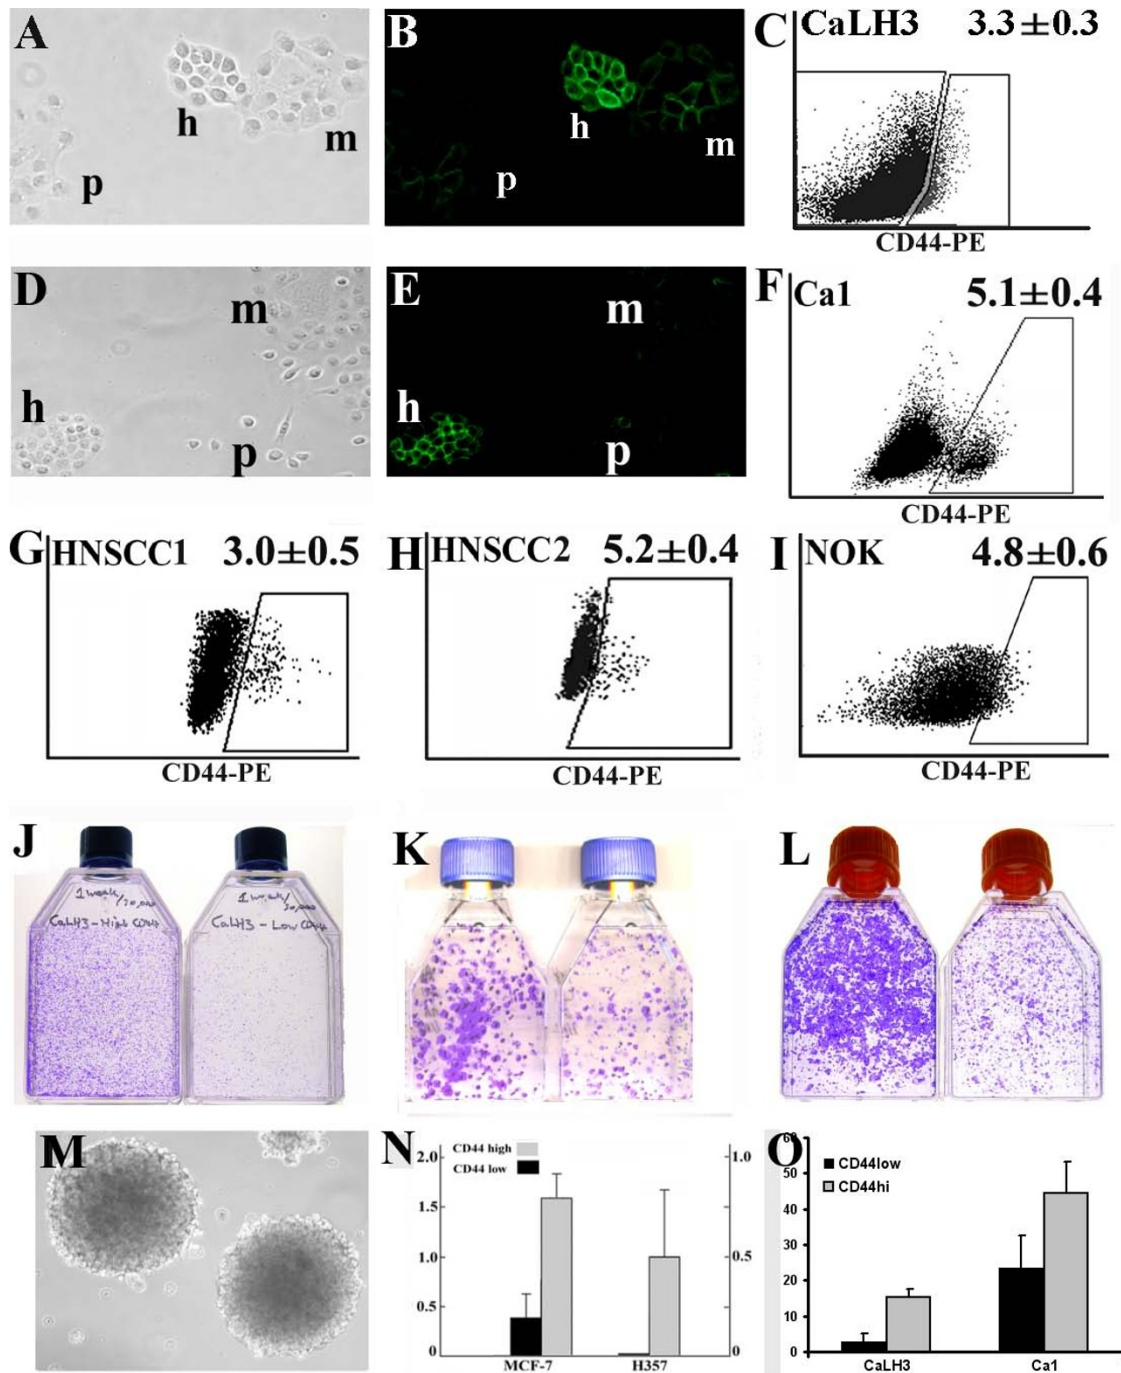 A
h
m
p
B
h
m
p
C
CaLH3 3.3 ±0.3
CD44-PE
D
m
h
p
E
m
h
p
F
Ca1 5.1±0.4
CD44-PE
G
HNSCC1 3.0±0.5
CD44-PE
H
HNSCC2 5.2±0.4
CD44-PE
I
NOK 4.8±0.6
CD44-PE
J
CaLH3-High CD44
CaLH3 - Low CD44
K
L
M
N
CD44 high
CD44 low
2.0
1.5
1.0
0.5
0
1.0
0.5
0
MCF-7 H357
O
CD44low
CD44hi
60
50
40
30
20
10
0
CaLH3 Ca1